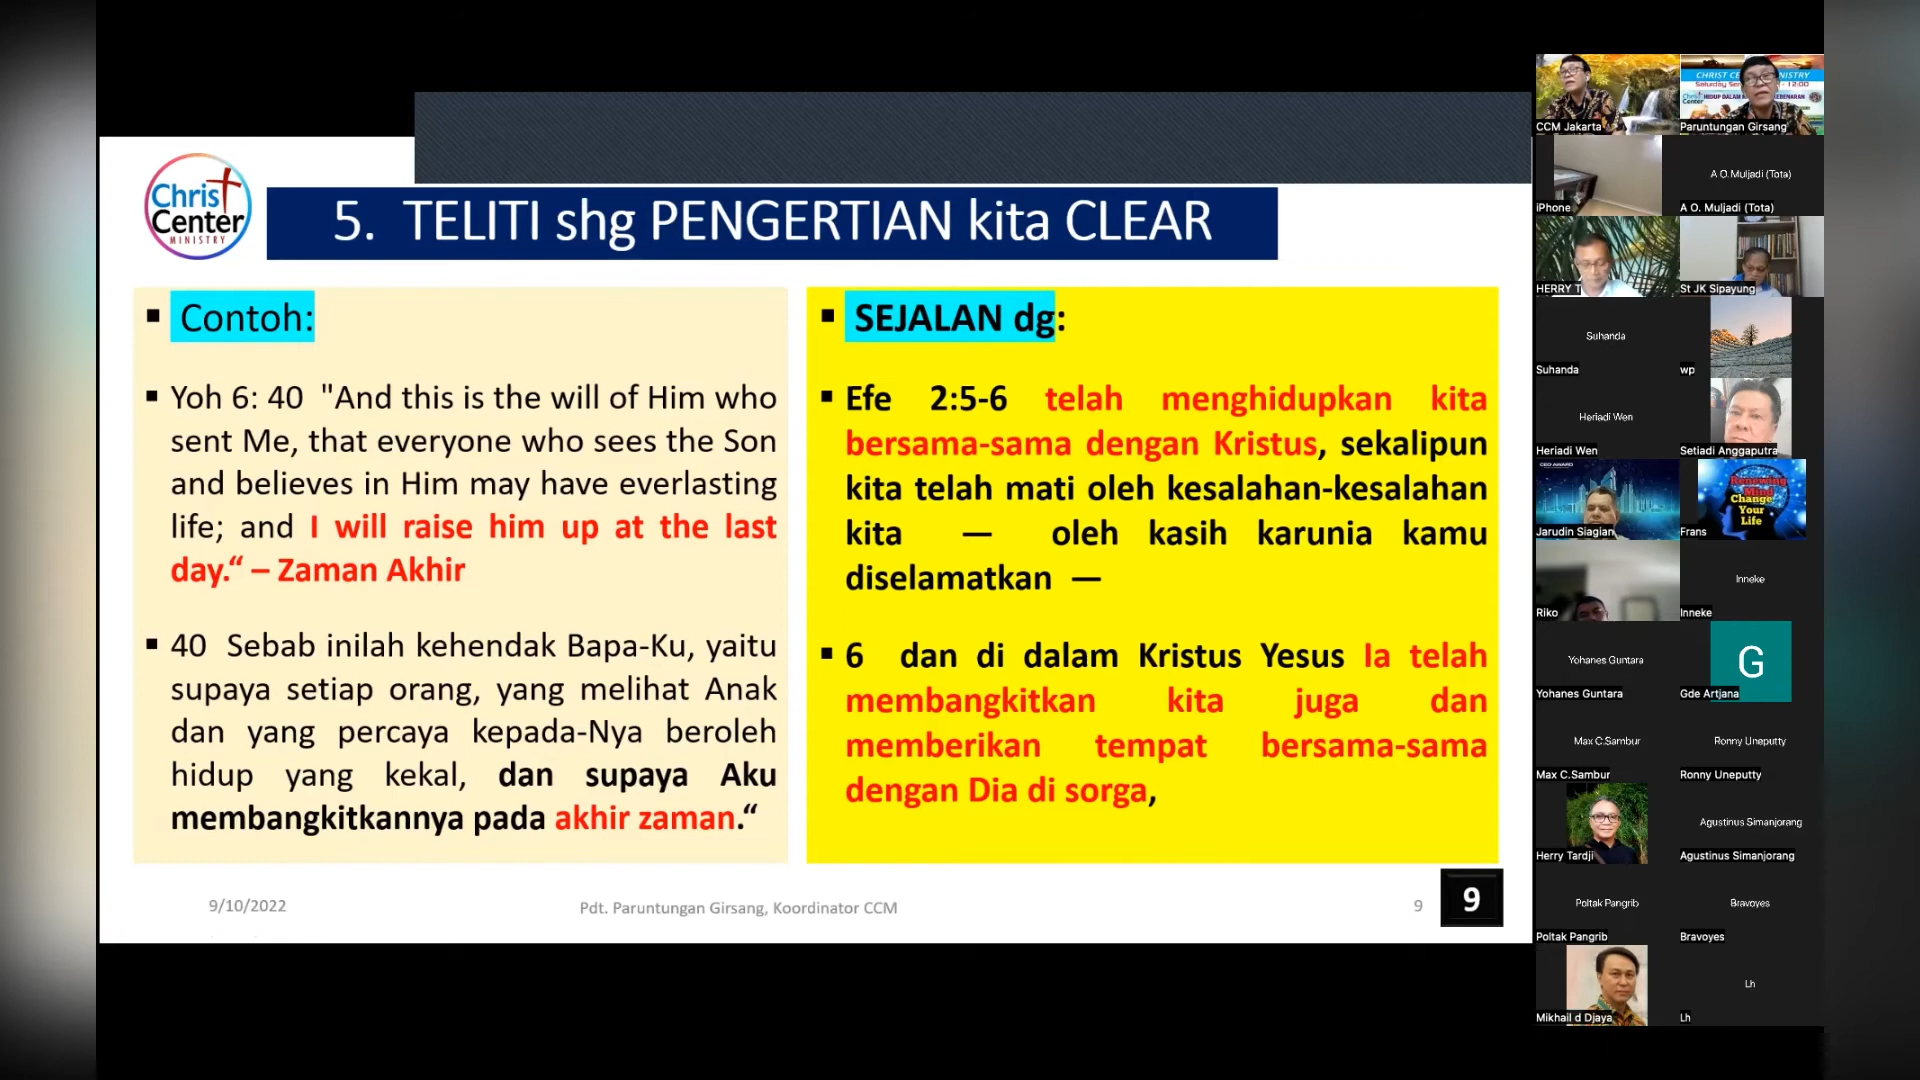 Christ
Center
MINISTRY
5. TELITI shg PENGERTIAN kita CLEAR
▪ Contoh:
▪ Yoh 6: 40 "And this is the will of Him who
sent Me, that everyone who sees the Son
and believes in Him may have everlasting
life; and I will raise him up at the last
day.“ – Zaman Akhir
▪ 40 Sebab inilah kehendak Bapa-Ku, yaitu
supaya setiap orang, yang melihat Anak
dan yang percaya kepada-Nya beroleh
hidup yang kekal, dan supaya Aku
membangkitkannya pada akhir zaman.“
▪ SEJALAN dg:
▪ Efe 2:5-6 telah menghidupkan kita
bersama-sama dengan Kristus, sekalipun
kita telah mati oleh kesalahan-kesalahan
kita — oleh kasih karunia kamu
diselamatkan —
▪ 6 dan di dalam Kristus Yesus Ia telah
membangkitkan kita juga dan
memberikan tempat bersama-sama
dengan Dia di sorga,
9/10/2022
Pdt. Paruntungan Girsang, Koordinator CCM
9
9
CCM Jakarta
Paruntungan Girsang
iPhone
A O. Muljadi (Tota)
A O. Muljadi (Tota)
HERRY T
St JK Sipayung
Suhanda
Suhanda
wp
Heriadi Wen
Heriadi Wen
Setiadi Anggaputra
CEO AWARD
Jarudin Siagian
Renewing
Mind
Change
Your
Life
Frans
Riko
Inneke
Inneke
Yohanes Guntara
Yohanes Guntara
G
Gde Artjana
Max C.Sambur
Max C.Sambur
Ronny Uneputty
Ronny Uneputty
Herry Tardji
Agustinus Simanjorang
Agustinus Simanjorang
Poltak Pangrib
Poltak Pangrib
Bravoyes
Bravoyes
Mikhail d Djaya
Lh
Lh